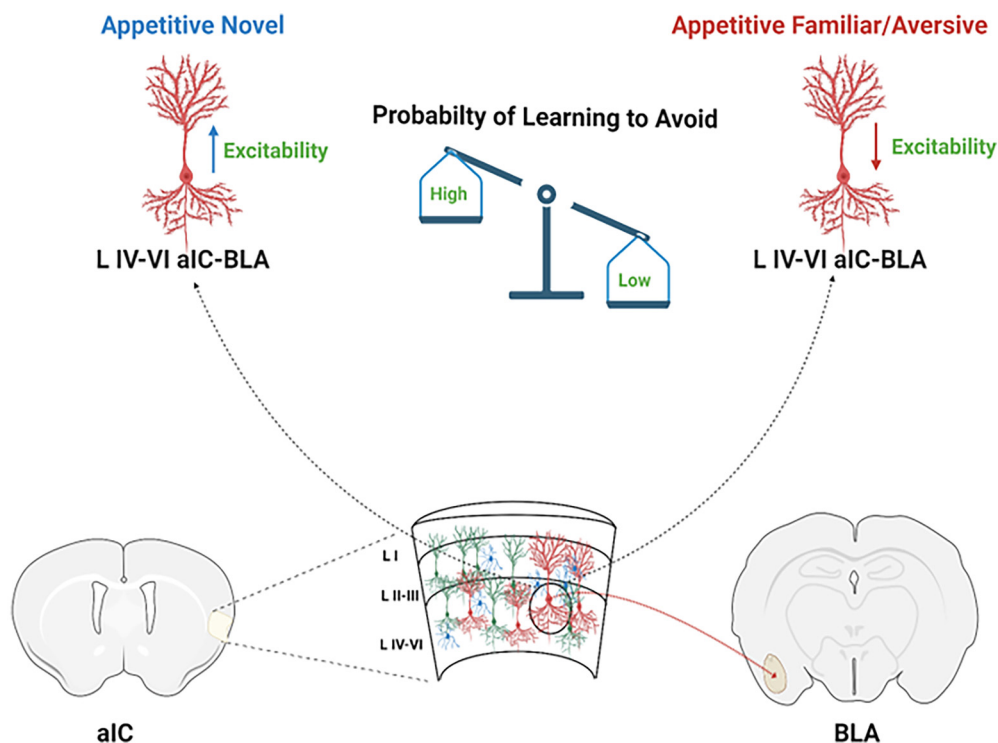 Appetitive Novel
Appetitive Familiar/Aversive
Probabilty of Learning to Avoid
Excitability
Excitability
High
Low
L IV-VI aIC-BLA
L IV-VI aIC-BLA
L I
L II-III
L IV-VI
aIC
BLA